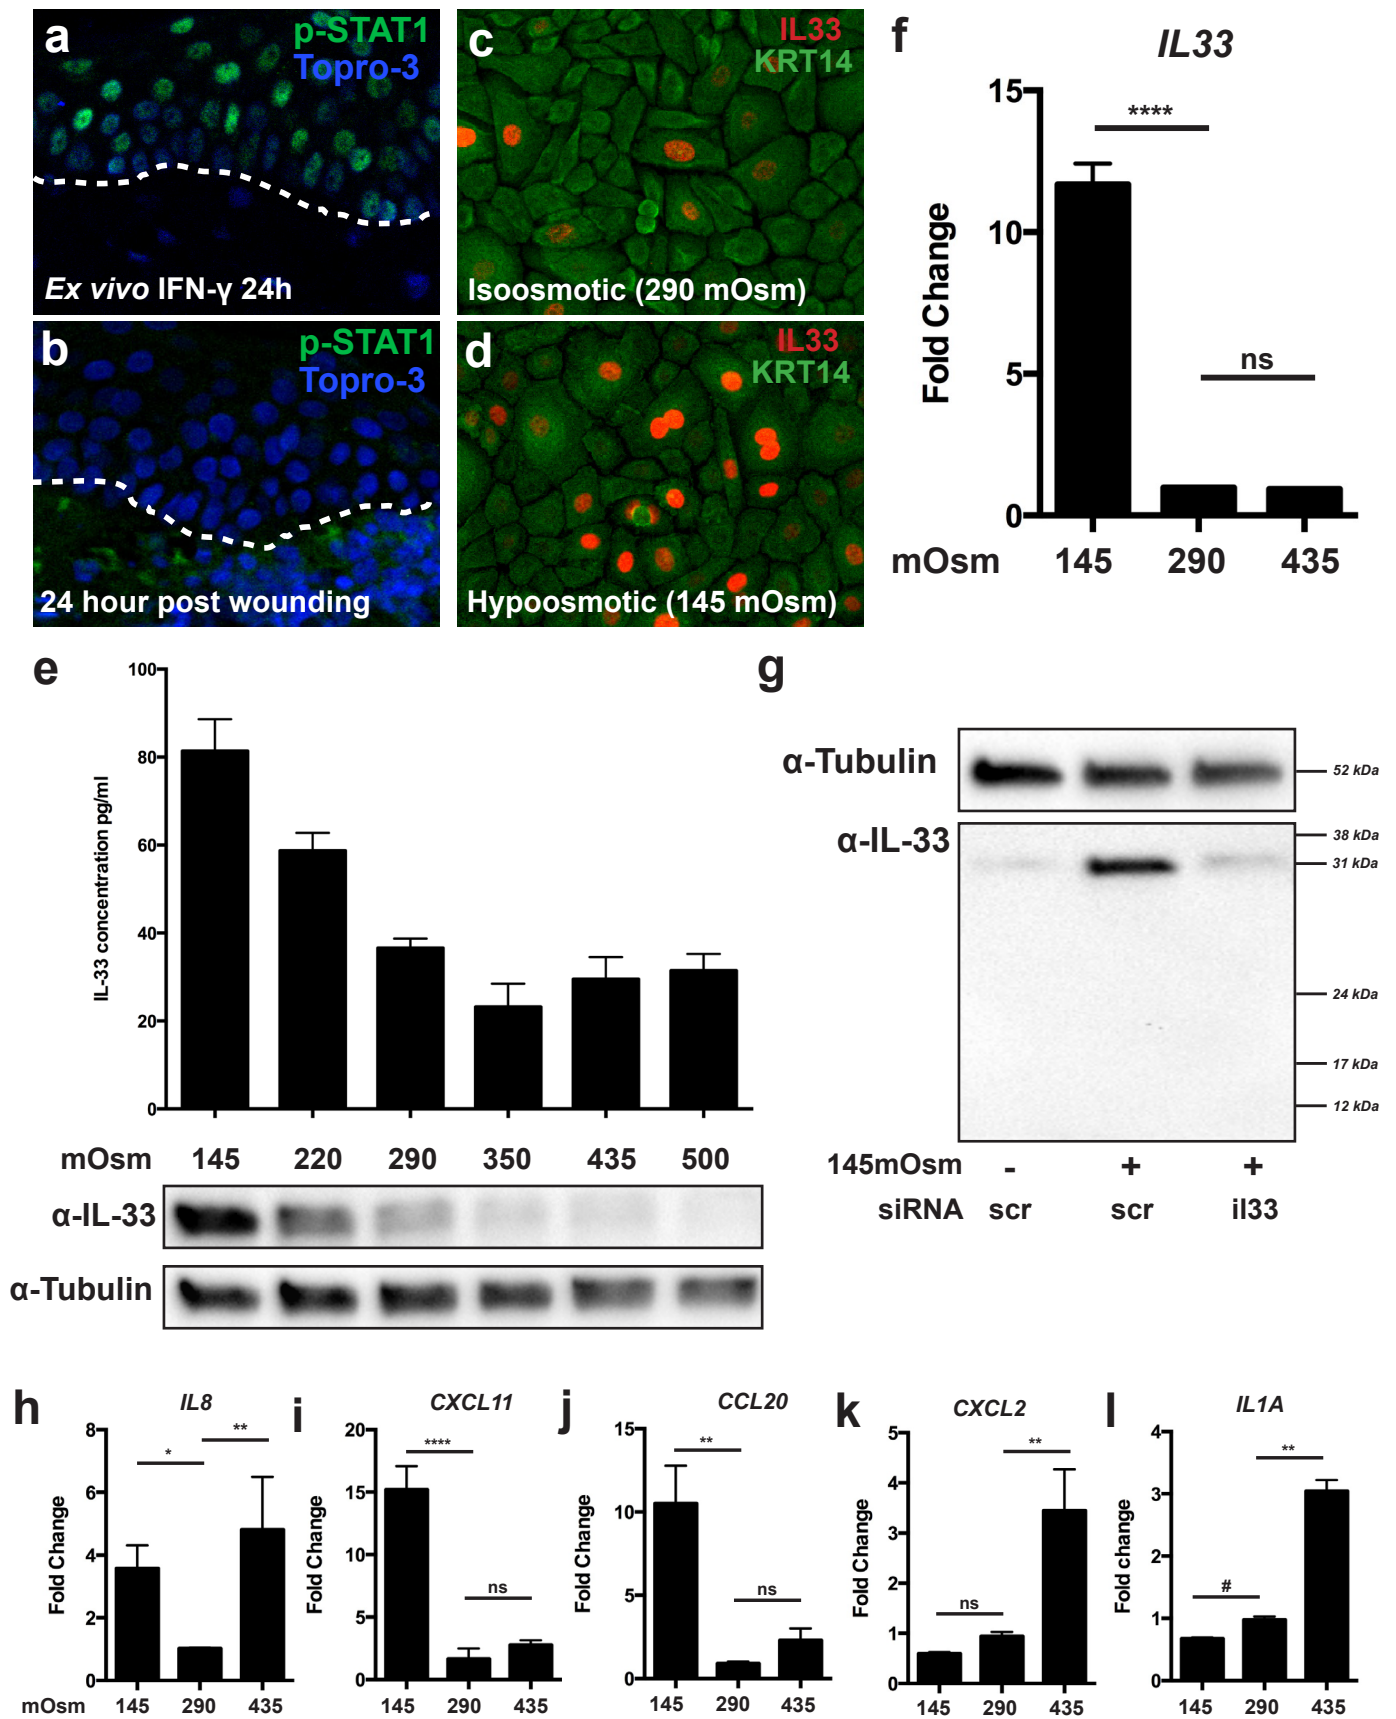 a
p-STAT1
Topro-3
Ex vivo IFN-γ 24h
b
p-STAT1
Topro-3
24 hour post wounding
c
IL33
KRT14
Isoosmotic (290 mOsm)
d
IL33
KRT14
Hypoosmotic (145 mOsm)
f
IL33
15
10
5
0
Fold Change
****
ns
mOsm 145 290 435
e
100
80
60
40
20
0
IL-33 concentration pg/ml
mOsm 145 220 290 350 435 500
α-IL-33
α-Tubulin
g
α-Tubulin
52 kDa
α-IL-33
38 kDa
31 kDa
24 kDa
17 kDa
12 kDa
145mOsm - + +
siRNA scr scr il33
h
IL8
8
6
4
2
0
Fold Change
*
**
mOsm 145 290 435
i
CXCL11
20
15
10
5
0
Fold Change
****
ns
145 290 435
j
CCL20
15
10
5
0
Fold Change
**
ns
145 290 435
k
CXCL2
5
4
3
2
1
0
Fold Change
ns
**
145 290 435
l
IL1A
4
3
2
1
0
Fold change
#
**
145 290 435